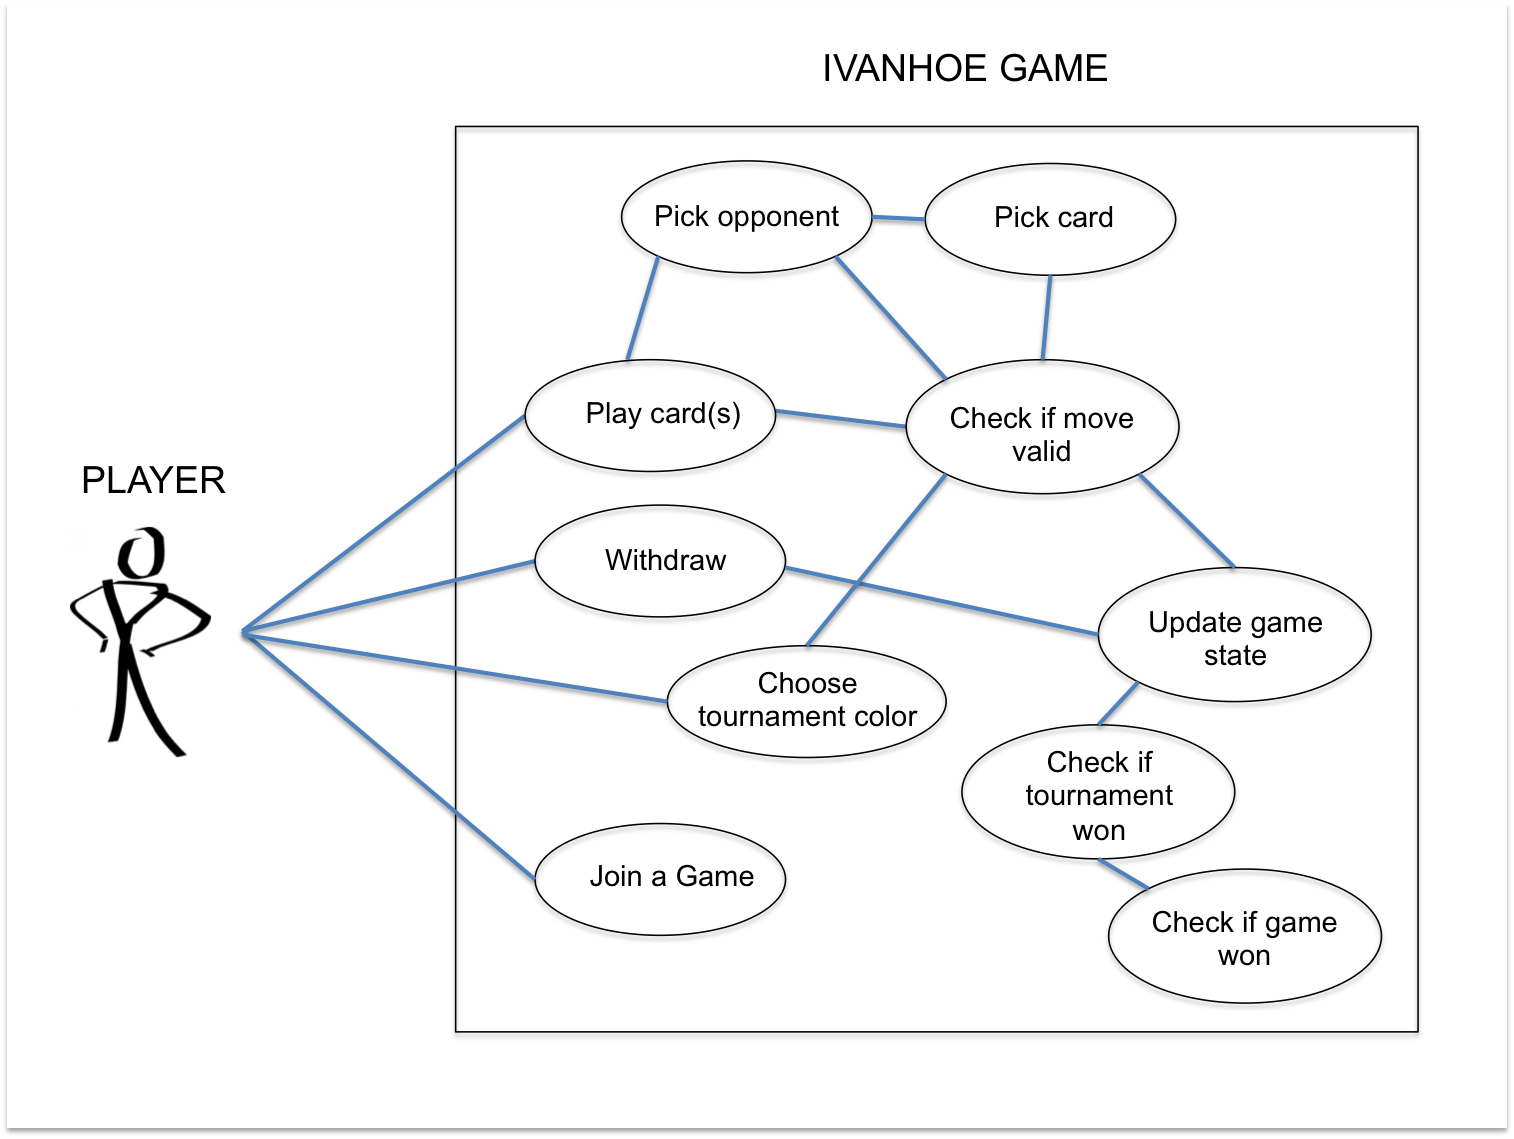 IVANHOE GAME
Pick opponent
Pick card
Play card(s)
Check if move
valid
PLAYER
Withdraw
Update game
state
Choose
tournament color
Check if
tournament
won
Join a Game
Check if game
won